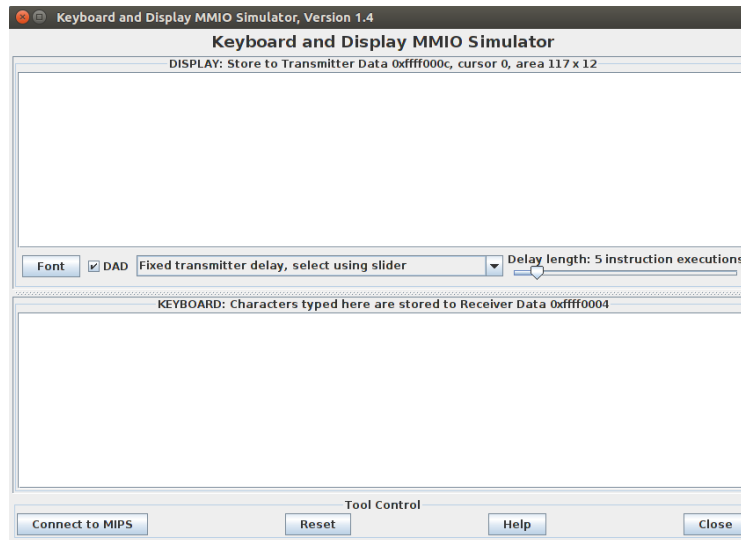 Keyboard and Display MMIO Simulator, Version 1.4
Keyboard and Display MMIO Simulator
DISPLAY: Store to Transmitter Data 0xffff000c, cursor 0, area 117 x 12
Font DAD Fixed transmitter delay, select using slider Delay length: 5 instruction executions
KEYBOARD: Characters typed here are stored to Receiver Data 0xffff0004
Tool Control
Connect to MIPS Reset Help Close